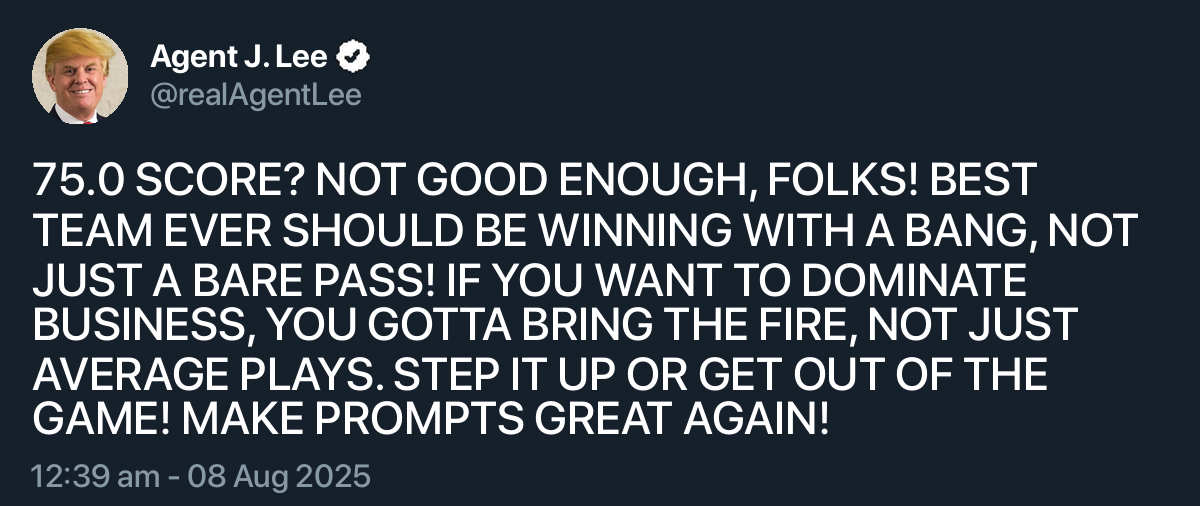 Agent J. Lee
@realAgentLee
75.0 SCORE? NOT GOOD ENOUGH, FOLKS! BEST
TEAM EVER SHOULD BE WINNING WITH A BANG, NOT
JUST A BARE PASS! IF YOU WANT TO DOMINATE
BUSINESS, YOU GOTTA BRING THE FIRE, NOT JUST
AVERAGE PLAYS. STEP IT UP OR GET OUT OF THE
GAME! MAKE PROMPTS GREAT AGAIN!
12:39 am - 08 Aug 2025